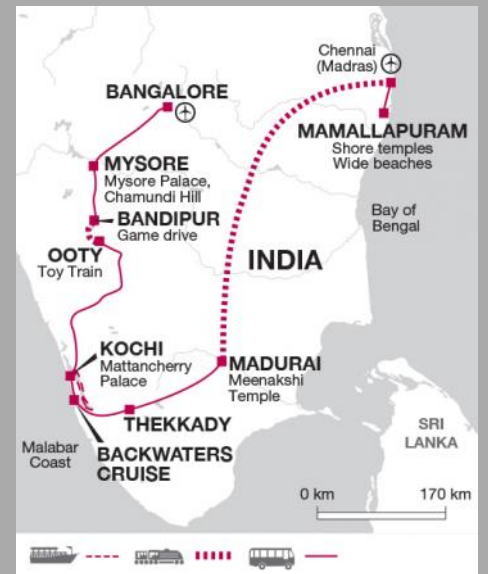 Chennai
(Madras)
BANGALORE
MAMALLAPURAM
Shore temples
Wide beaches
MYSORE
Mysore Palace,
Chamundi Hill
Bay of
Bengal
BANDIPUR
Game drive
OOTY
Toy Train
INDIA
KOCHI
Mattancherry
Palace
MADURAI
Meenakshi
Temple
THEKKADY
SRI
LANKA
Malabar
Coast
BACKWATERS
CRUISE
0 km 170 km